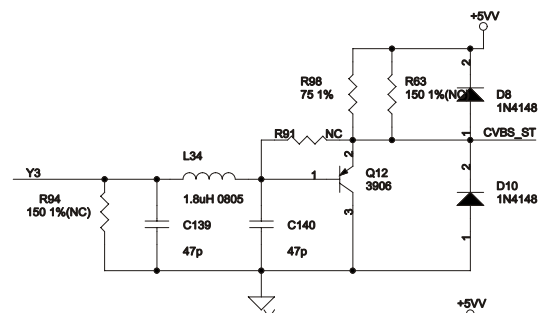 +5VV
R98
75 1%
R63
150 1%(NC)
2
D8
1N4148
1
R91
NC
CVBS_ST
2
L34
Y3
1
Q12
3906
2
1.8uH 0805
R94
150 1%(NC)
D10
1N4148
3
C139
C140
1
47p
47p
+5VV